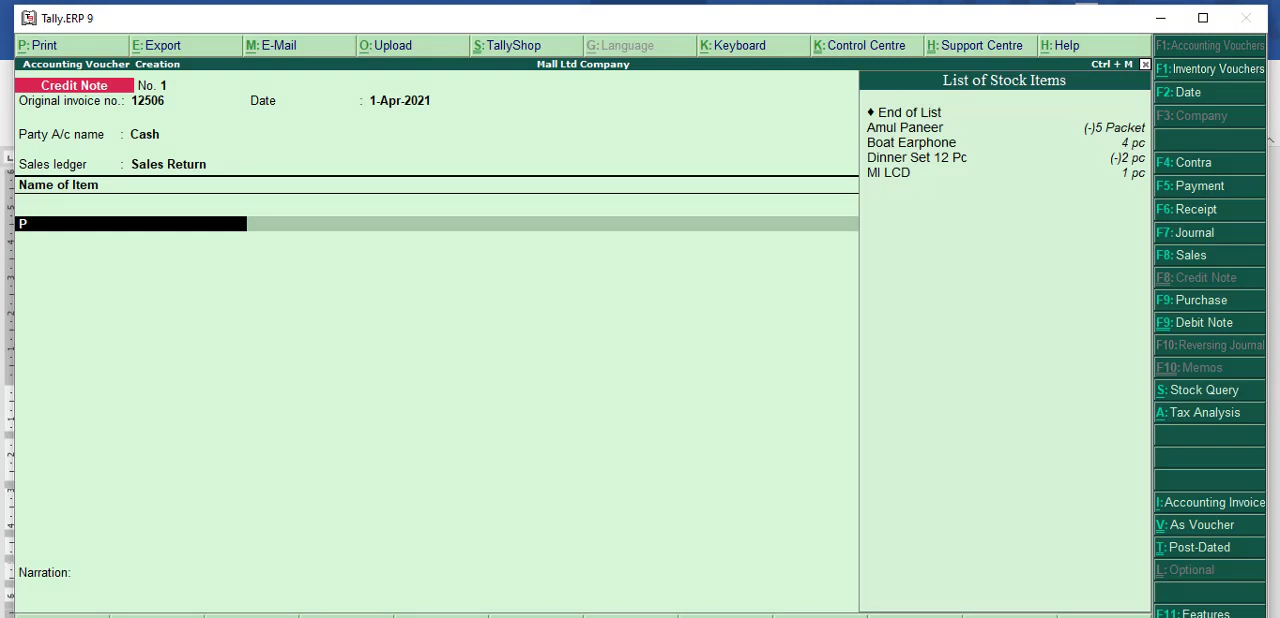 Tally.ERP 9
P: Print E: Export M: E-Mail O: Upload S: TallyShop G: Language K: Keyboard K: Control Centre H: Support Centre H: Help
Accounting Voucher Creation Mall Ltd Company Ctrl + M
Credit Note No. 1
Original invoice no.: 12506 Date : 1-Apr-2021
Party A/c name : Cash
Sales ledger : Sales Return
Name of Item
P
Narration:
List of Stock Items
♦ End of List
Amul Paneer (-)5 Packet
Boat Earphone 4 pc
Dinner Set 12 Pc (-)2 pc
MI LCD 1 pc
F1: Accounting Vouchers
F1: Inventory Vouchers
F2: Date
F3: Company
F4: Contra
F5: Payment
F6: Receipt
F7: Journal
F8: Sales
F8: Credit Note
F9: Purchase
F9: Debit Note
F10: Reversing Journal
F10: Memos
S: Stock Query
A: Tax Analysis
I: Accounting Invoice
V: As Voucher
T: Post-Dated
L: Optional
F11: Features